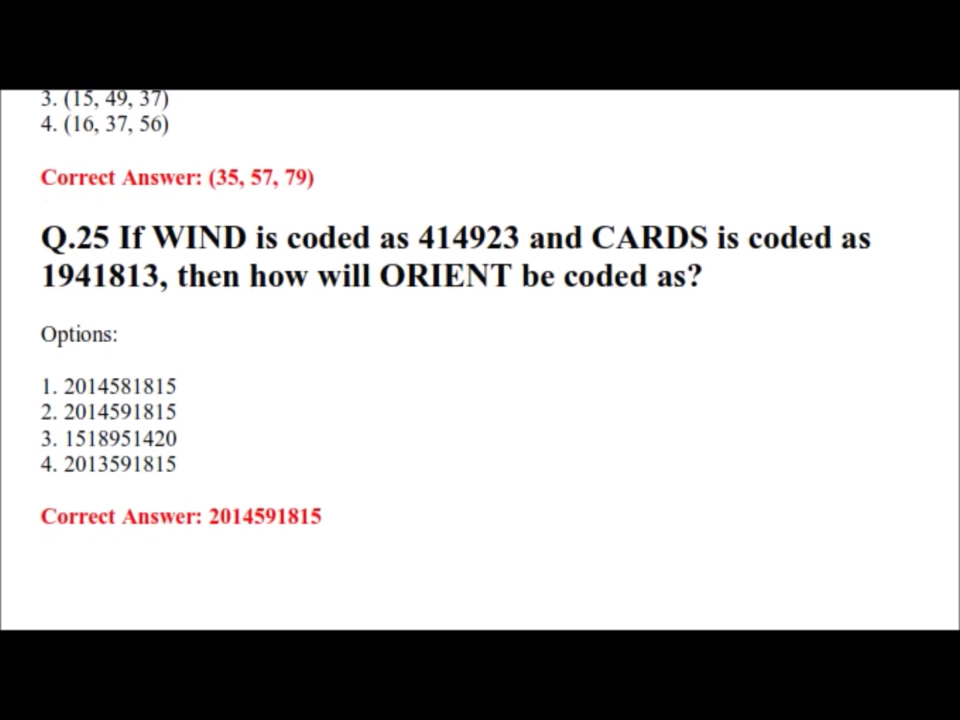 3. (15, 49, 37)
4. (16, 37, 56)
Correct Answer: (35, 57, 79)
Q.25 If WIND is coded as 414923 and CARDS is coded as
1941813, then how will ORIENT be coded as?
Options:
1. 2014581815
2. 2014591815
3. 1518951420
4. 2013591815
Correct Answer: 2014591815